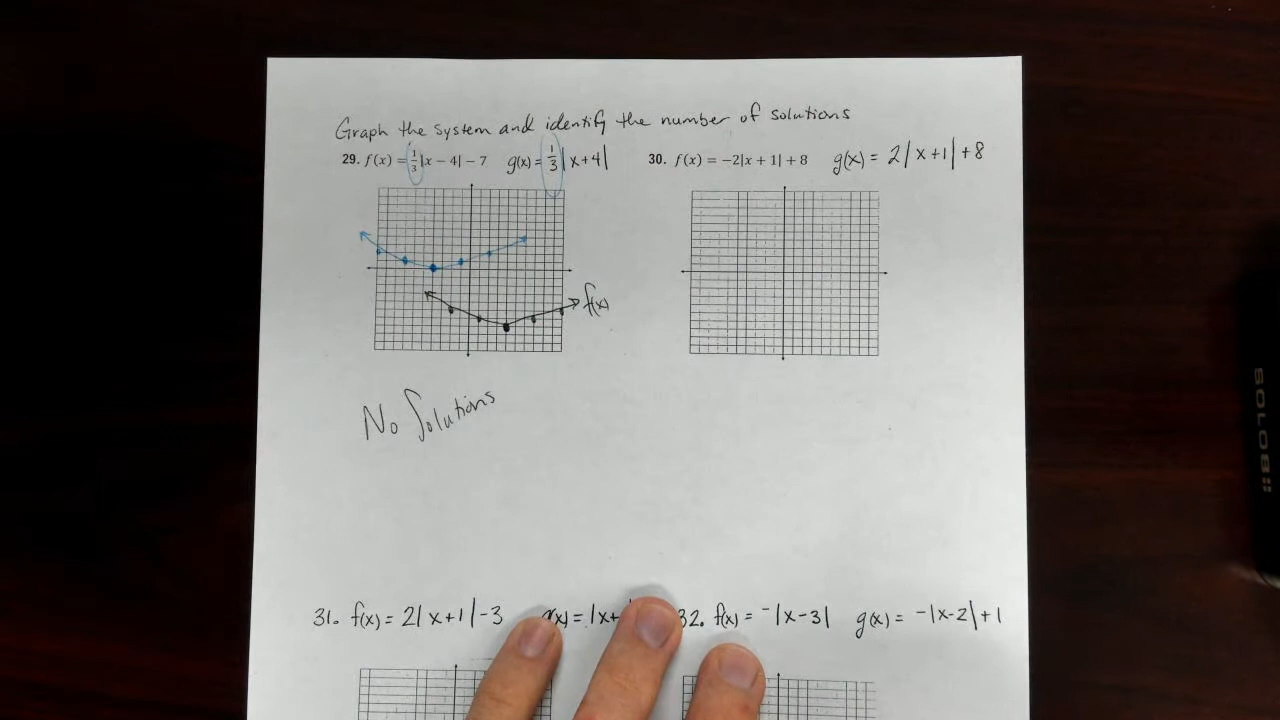 Graph the system and identify the number of solutions
29. f(x) = 1/3|x − 4| − 7 g(x) = 1/3|x+4|
30. f(x) = −2|x + 1| + 8 g(x) = 2|x+1|+8
f(x)
No Solutions
31. f(x) = 2|x+1|-3 g(x) = |x+
32. f(x) = -|x-3| g(x) = -|x-2|+1
SOLO